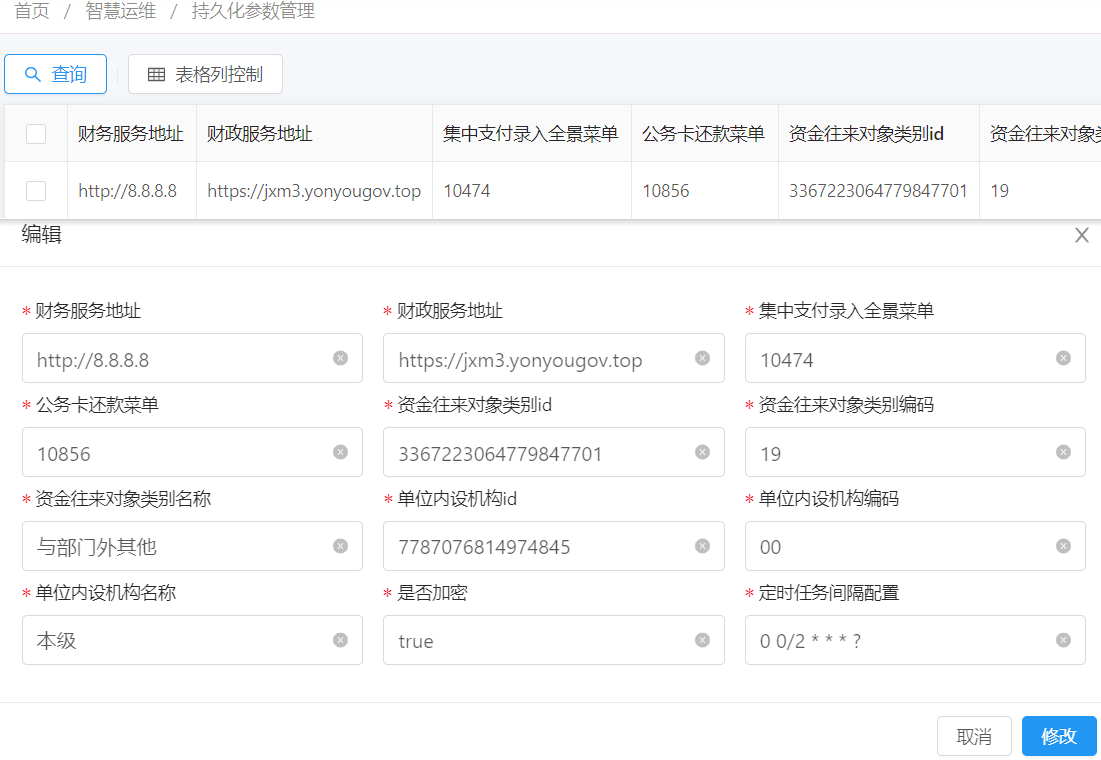 首页 / 智慧运维 / 持久化参数管理
查询 表格列控制
财务服务地址 财政服务地址 集中支付录入全景菜单 公务卡还款菜单 资金往来对象类别id 资金往来对象类
http://8.8.8.8 https://jxm3.yonyougov.top 10474 10856 3367223064779847701 19
编辑
* 财务服务地址 * 财政服务地址 * 集中支付录入全景菜单
http://8.8.8.8 https://jxm3.yonyougov.top 10474
* 公务卡还款菜单 * 资金往来对象类别id * 资金往来对象类别编码
10856 3367223064779847701 19
* 资金往来对象类别名称 * 单位内设机构id * 单位内设机构编码
与部门外其他 7787076814974845 00
* 单位内设机构名称 * 是否加密 * 定时任务间隔配置
本级 true 0 0/2 * * * ?
取消 修改